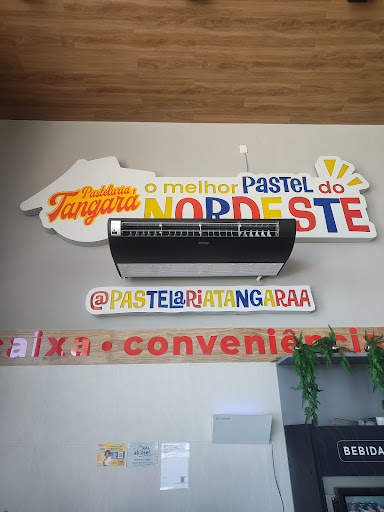 Pastelaria
Tangará
o melhor PASTEL do
NORDESTE
@PASTELARIATANGARAA
caixa • conveniênci
BEBIDA